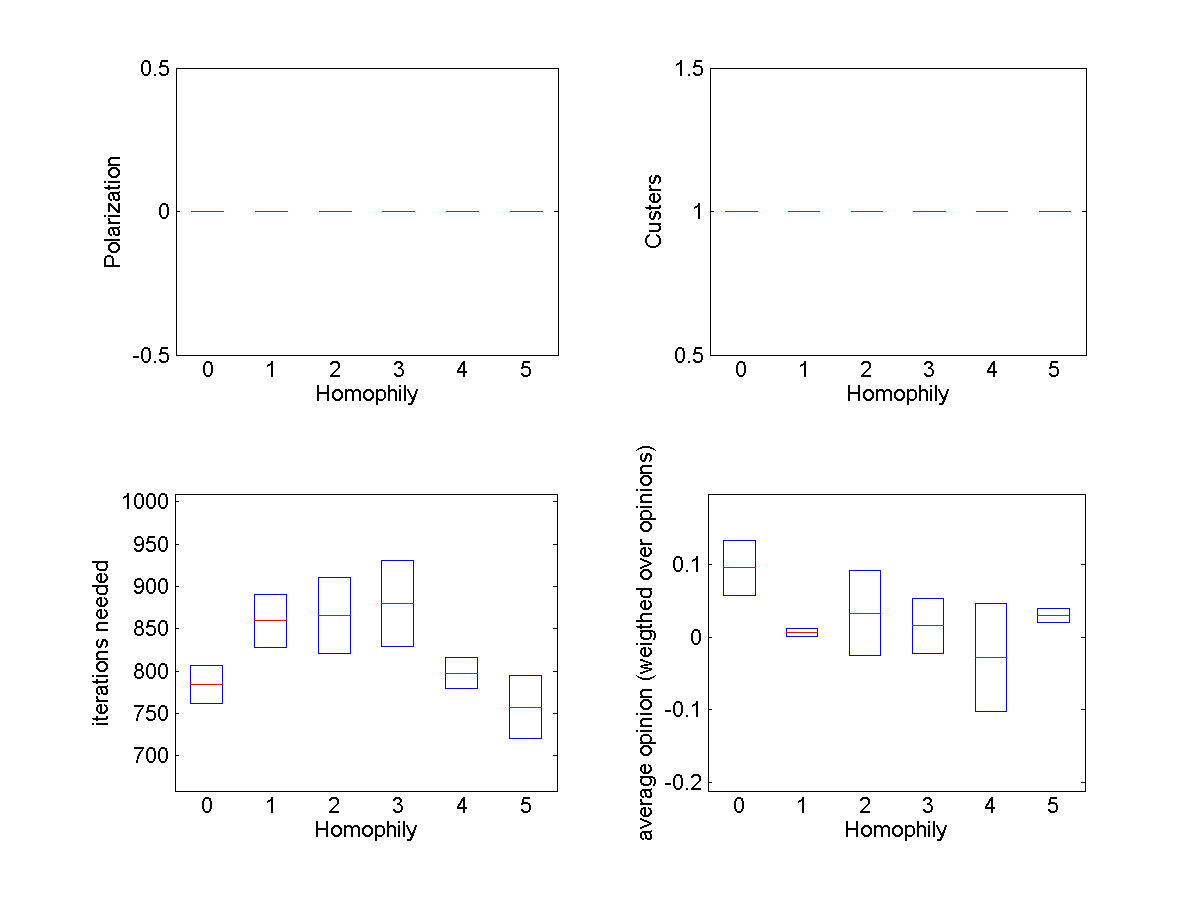 0.5
0
-0.5
Polarization
0 1 2 3 4 5
Homophily
1.5
1
0.5
Custers
0 1 2 3 4 5
Homophily
1000
950
900
850
800
750
700
iterations needed
0 1 2 3 4 5
Homophily
0.1
0
-0.1
-0.2
average opinion (weigthed over opinions)
0 1 2 3 4 5
Homophily